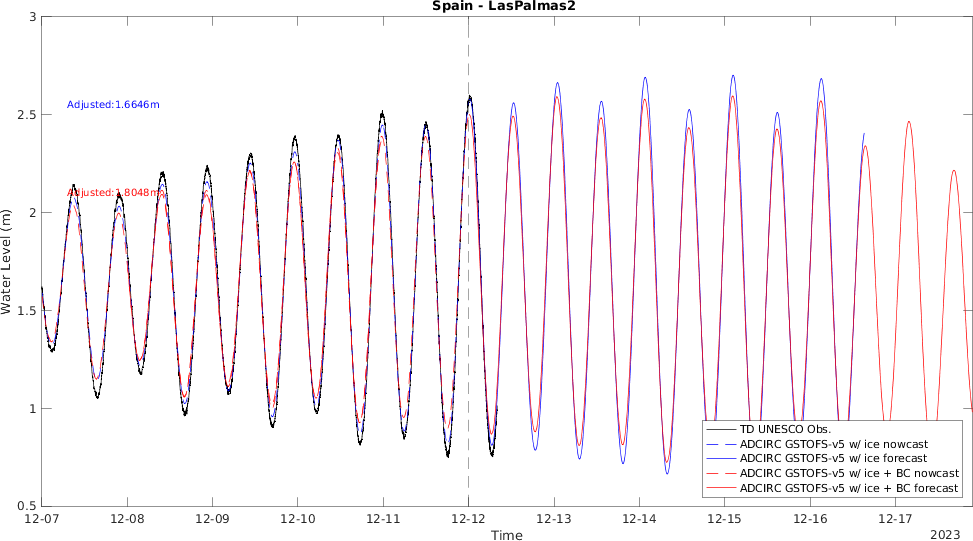 Spain - LasPalmas2
3
2.5
2
1.5
1
0.5
Water Level (m)
Adjusted:1.6646m
Adjusted:1.8048m
TD UNESCO Obs.
ADCIRC GSTOFS-v5 w/ ice nowcast
ADCIRC GSTOFS-v5 w/ ice forecast
ADCIRC GSTOFS-v5 w/ ice + BC nowcast
ADCIRC GSTOFS-v5 w/ ice + BC forecast
12-07 12-08 12-09 12-10 12-11 12-12 12-13 12-14 12-15 12-16 12-17
Time
2023